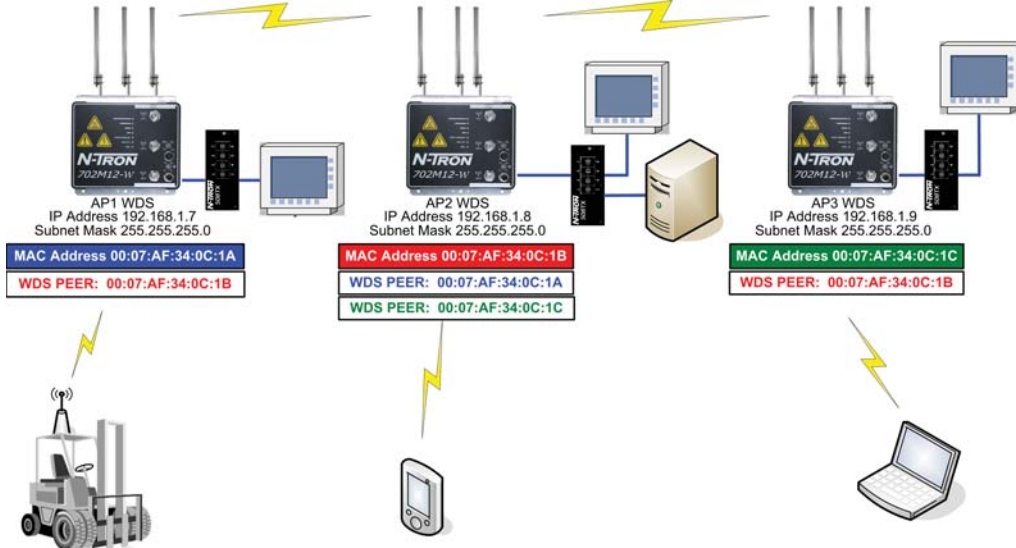 N-TRON
702M12-W
N-TRON
508TX
AP1 WDS
IP Address 192.168.1.7
Subnet Mask 255.255.255.0
MAC Address 00:07:AF:34:0C:1A
WDS PEER: 00:07:AF:34:0C:1B
N-TRON
702M12-W
N-TRON
508TX
AP2 WDS
IP Address 192.168.1.8
Subnet Mask 255.255.255.0
MAC Address 00:07:AF:34:0C:1B
WDS PEER: 00:07:AF:34:0C:1A
WDS PEER: 00:07:AF:34:0C:1C
N-TRON
702M12-W
N-TRON
508TX
AP3 WDS
IP Address 192.168.1.9
Subnet Mask 255.255.255.0
MAC Address 00:07:AF:34:0C:1C
WDS PEER: 00:07:AF:34:0C:1B